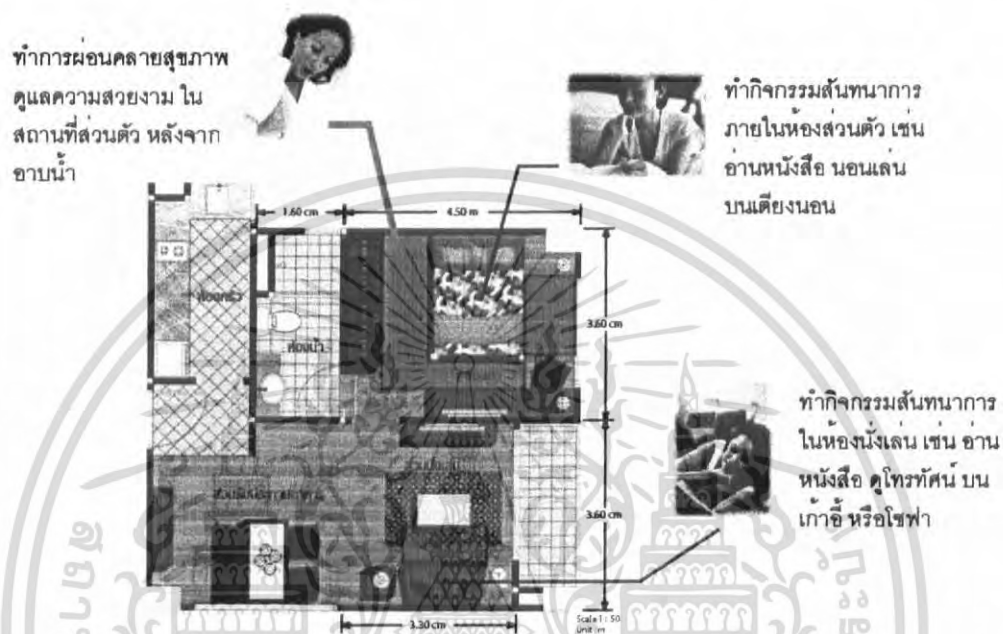 ทำการผ่อนคลายสุขภาพ
ดูแลความสวยงาม ใน
สถานที่ส่วนตัว หลังจาก
อาบน้ำ
ทำกิจกรรมสันทนาการ
ภายในห้องส่วนตัว เช่น
อ่านหนังสือ นอนเล่น
บนเตียงนอน
1.60 cm
4.50 m
ห้องครัว
ห้องน้ำ
3.60 cm
ทำกิจกรรมสันทนาการ
ในห้องนั่งเล่น เช่น อ่าน
หนังสือ ดูโทรทัศน์ บน
เก้าอี้ หรือโซฟา
3.60 cm
3.30 cm
Scale 1 : 50
Unit : m